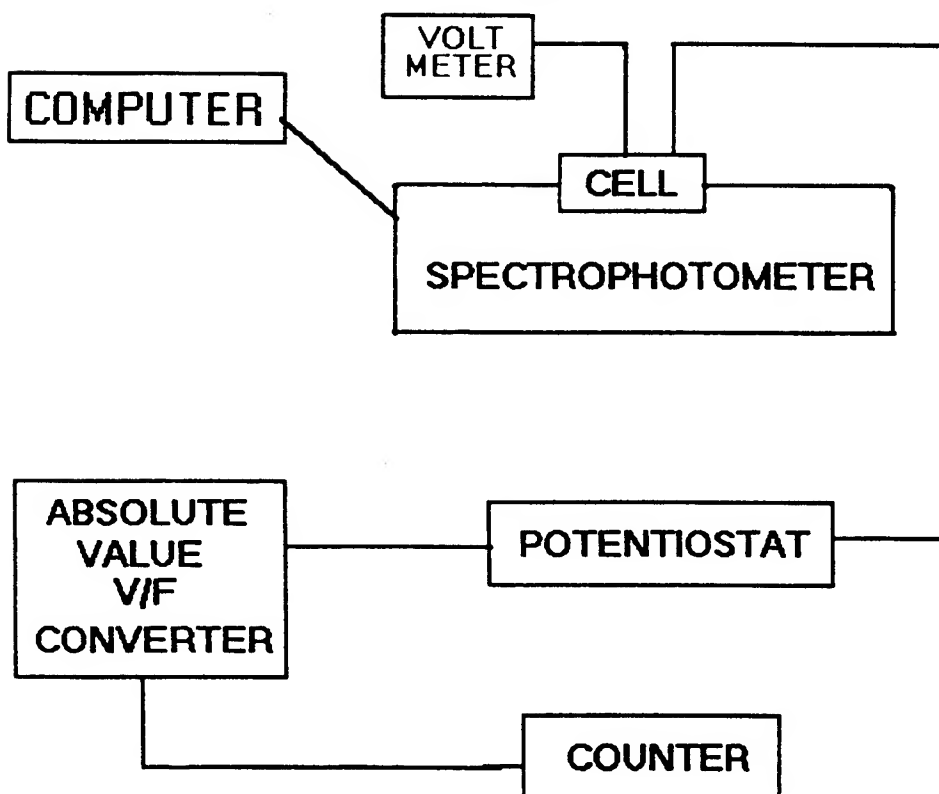 VOLT
METER
COMPUTER
CELL
SPECTROPHOTOMETER
ABSOLUTE
VALUE
V/F
CONVERTER
POTENTIOSTAT
COUNTER